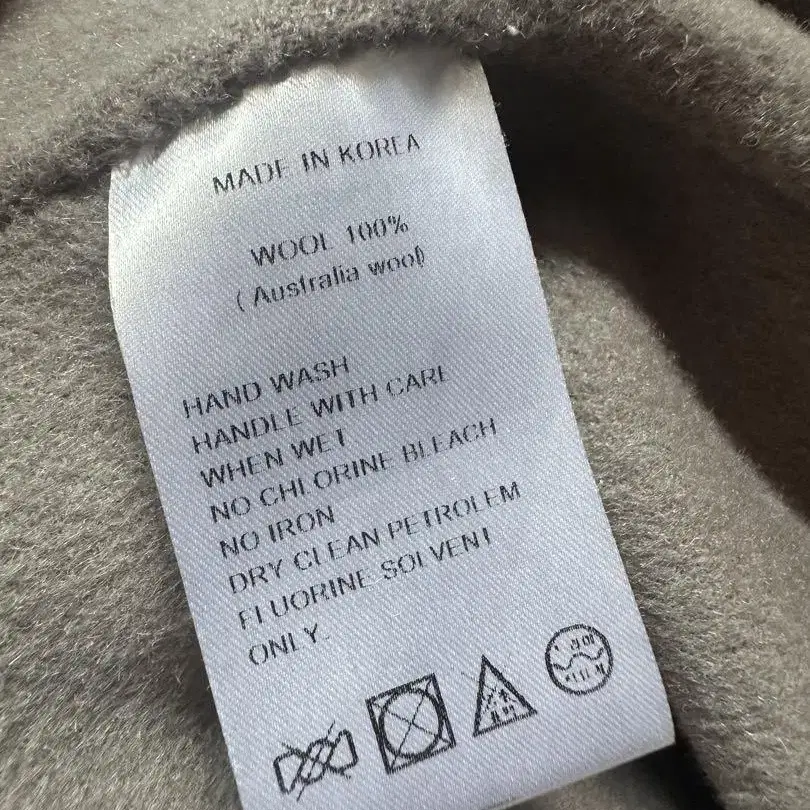 MADE IN KOREA
WOOL 100%
( Australia wool)
HAND WASH
HANDLE WITH CARE
WHEN WET
NO CHLORINE BLEACH
NO IRON
DRY CLEAN PETROLEM
FLUORINE SOLVENT
ONLY.